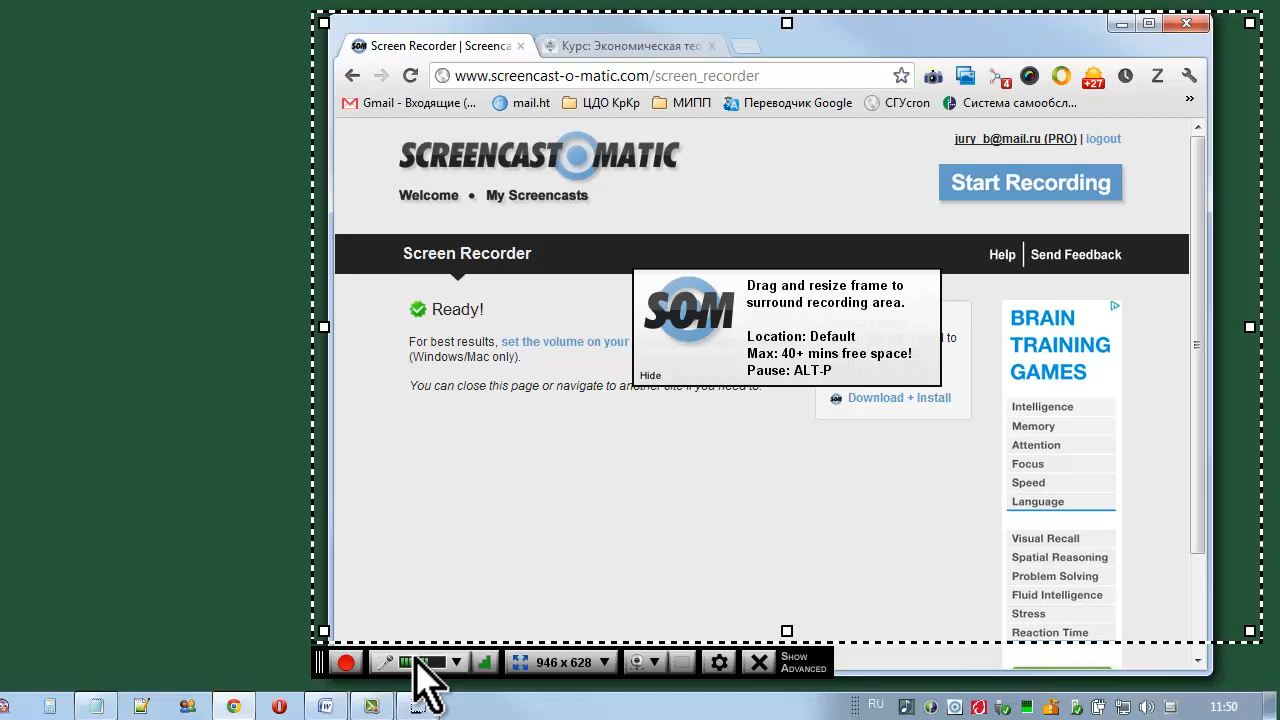 Screen Recorder | Screenca
Курс: Экономическая тео
www.screencast-o-matic.com/screen_recorder
4
+27
Z
Gmail - Входящие (...
mail.ht
ЦДО КрКр
МИПП
Переводчик Google
СГУcron
Система самообсл...
»
SCREENCAST O MATIC
jury_b@mail.ru (PRO) | logout
Start Recording
Welcome • My Screencasts
Screen Recorder
Help
Send Feedback
Ready!
For best results, set the volume on your
(Windows/Mac only).
You can close this page or navigate to another site if you need to.
SOM
Drag and resize frame to
surround recording area.
Location: Default
Max: 40+ mins free space!
Pause: ALT-P
Hide
to
Download + Install
BRAIN
TRAINING
GAMES
Intelligence
Memory
Attention
Focus
Speed
Language
Visual Recall
Spatial Reasoning
Problem Solving
Fluid Intelligence
Stress
Reaction Time
946 x 628
SHOW
ADVANCED
RU
11:50